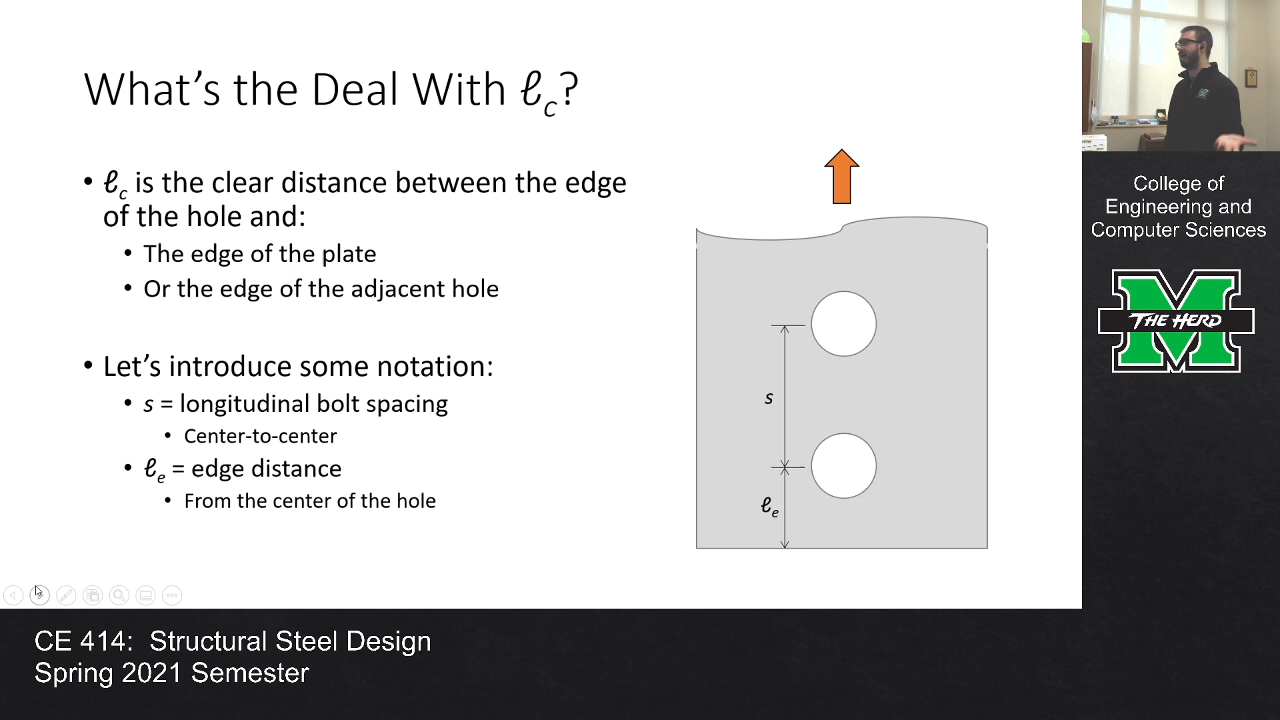 What's the Deal With ℓc?
• ℓc is the clear distance between the edge
of the hole and:
• The edge of the plate
• Or the edge of the adjacent hole
• Let's introduce some notation:
• s = longitudinal bolt spacing
• Center-to-center
• ℓe = edge distance
• From the center of the hole
s
ℓe
College of
Engineering and
Computer Sciences
M
THE HERD
CE 414: Structural Steel Design
Spring 2021 Semester